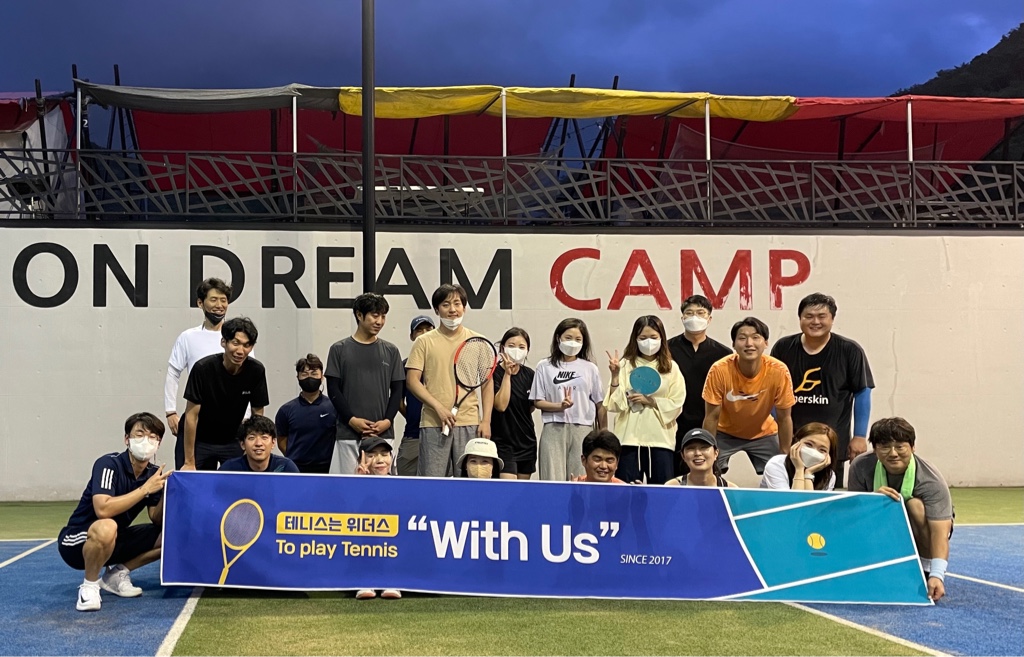 ON DREAM CAMP
NIKE
AIR
erskin
테니스는 위더스
To play Tennis
“With Us”
SINCE 2017